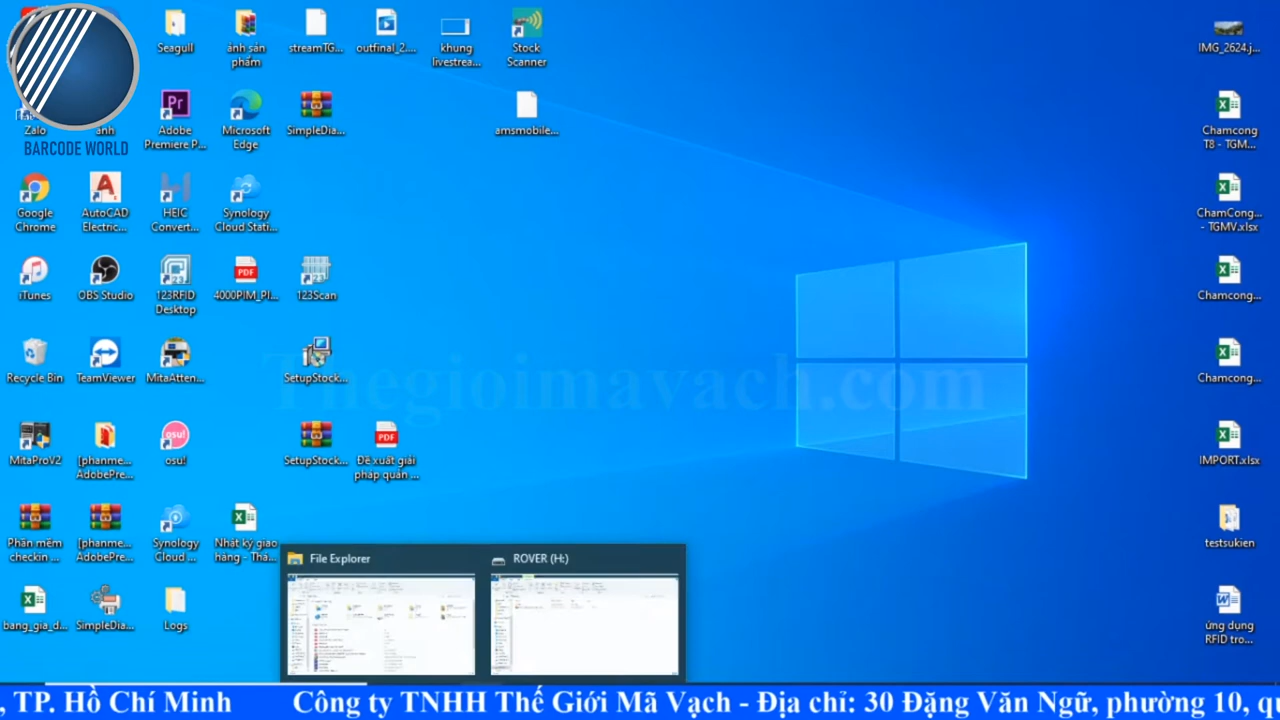 Seagull
ảnh sản
phẩm
streamTG...
outfinal_2....
khung
livestrea...
Stock
Scanner
IMG_2624.j...
Zalo
ảnh
Adobe
Premiere P...
Microsoft
Edge
SimpleDia...
amsmobile...
Chamcong
T8 - TGM...
BARCODE WORLD
Google
Chrome
AutoCAD
Electric...
HEIC
Convert...
Synology
Cloud Stati...
ChamCong...
- TGMV.xlsx
iTunes
OBS Studio
123RFID
Desktop
4000PIM_PI...
123Scan
Chamcong...
Recycle Bin
TeamViewer
MitaAtten...
SetupStock...
Chamcong...
Thegioimavach.com
MitaProV2
[phanme...
AdobePre...
osu!
SetupStock...
Đề xuất giải
pháp quản ...
IMPORT.xlsx
Phần mềm
checkin ...
[phanme...
AdobePre...
Synology
Cloud ...
Nhật ký giao
hàng - Thá...
testsukien
File Explorer
ROVER (H:)
bang_gia_d...
SimpleDia...
Logs
ứng dụng
RFID tro...
, TP. Hồ Chí Minh Công ty TNHH Thế Giới Mã Vạch - Địa chỉ: 30 Đặng Văn Ngữ, phường 10, qu